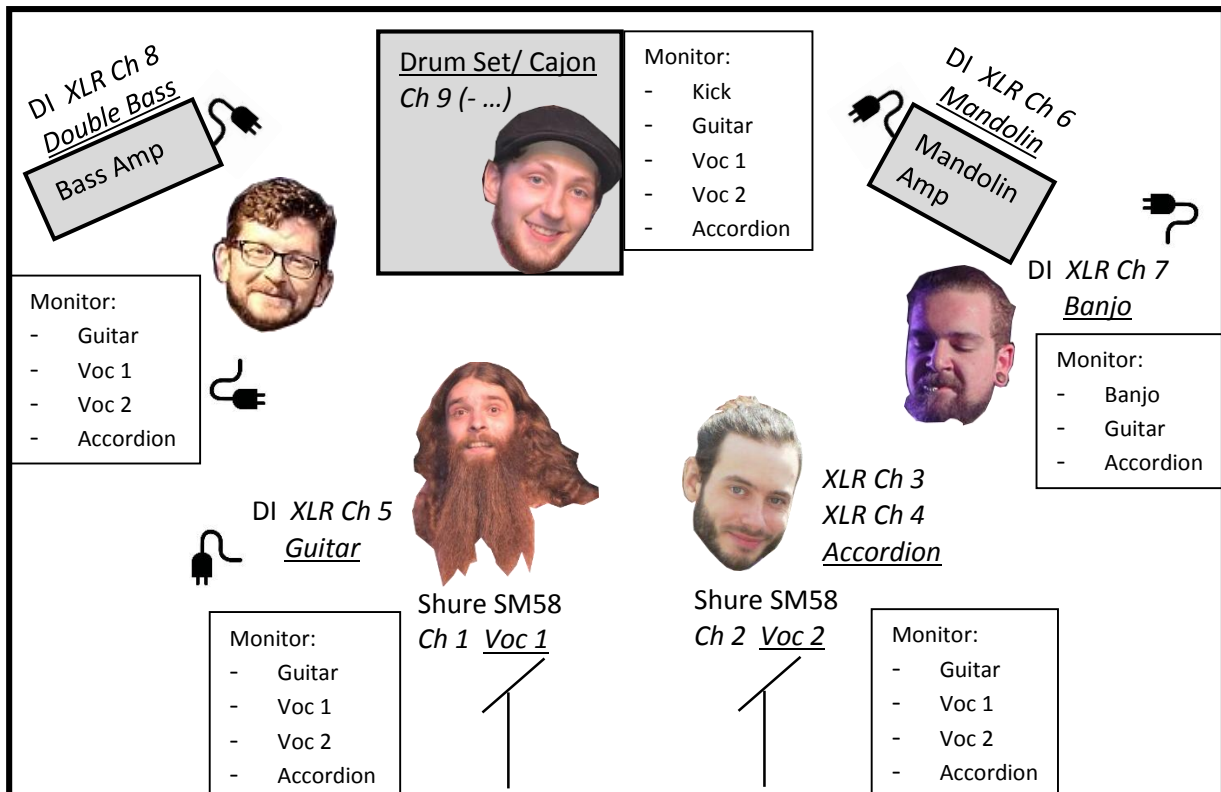 DI XLR Ch 8
Double Bass
Bass Amp
Drum Set/ Cajon
Ch 9 (- ...)
Monitor:
- Kick
- Guitar
- Voc 1
- Voc 2
- Accordion
DI XLR Ch 6
Mandolin
Mandolin
Amp
DI XLR Ch 7
Banjo
Monitor:
- Guitar
- Voc 1
- Voc 2
- Accordion
Monitor:
- Banjo
- Guitar
- Accordion
DI XLR Ch 5
Guitar
XLR Ch 3
XLR Ch 4
Accordion
Shure SM58
Ch 1 Voc 1
Shure SM58
Ch 2 Voc 2
Monitor:
- Guitar
- Voc 1
- Voc 2
- Accordion
Monitor:
- Guitar
- Voc 1
- Voc 2
- Accordion